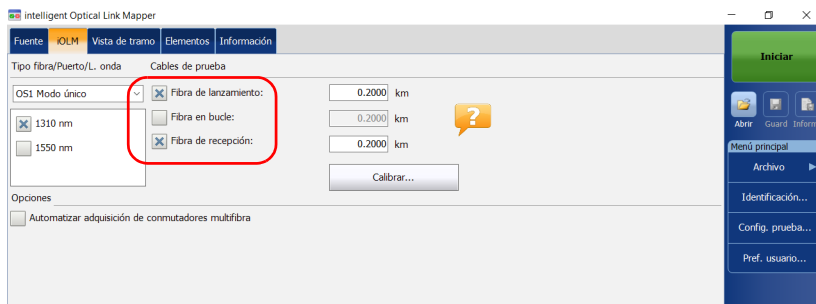 intelligent Optical Link Mapper
Fuente iOLM Vista de tramo Elementos Información
Tipo fibra/Puerto/L. onda Cables de prueba
OS1 Modo único Fibra de lanzamiento: 0.2000 km
1310 nm Fibra en bucle: 0.2000 km
1550 nm Fibra de recepción: 0.2000 km
Calibrar...
Opciones
Automatizar adquisición de conmutadores multifibra
Iniciar
Abrir Guard Inform
Menú principal
Archivo
Identificación...
Config. prueba...
Pref. usuario...